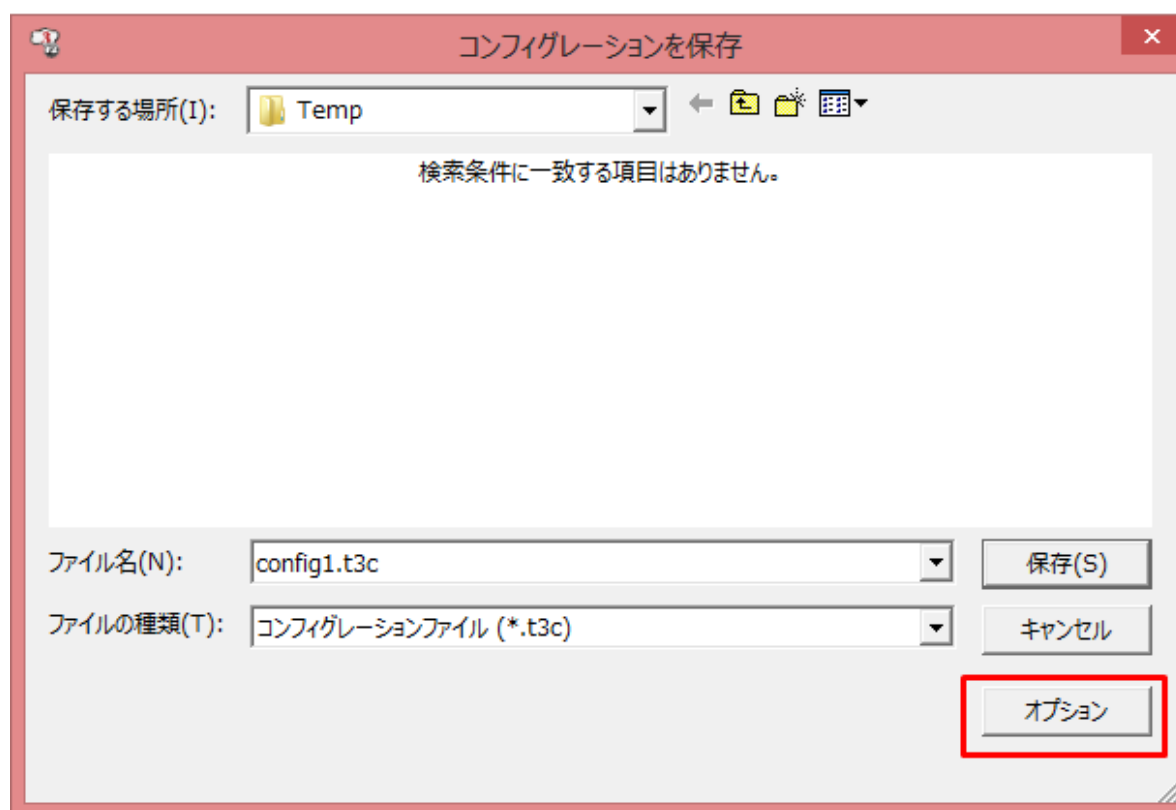 コンフィグレーションを保存
保存する場所(I): Temp
検索条件に一致する項目はありません。
ファイル名(N): config1.t3c 保存(S)
ファイルの種類(T): コンフィグレーションファイル (*.t3c) キャンセル
オプション